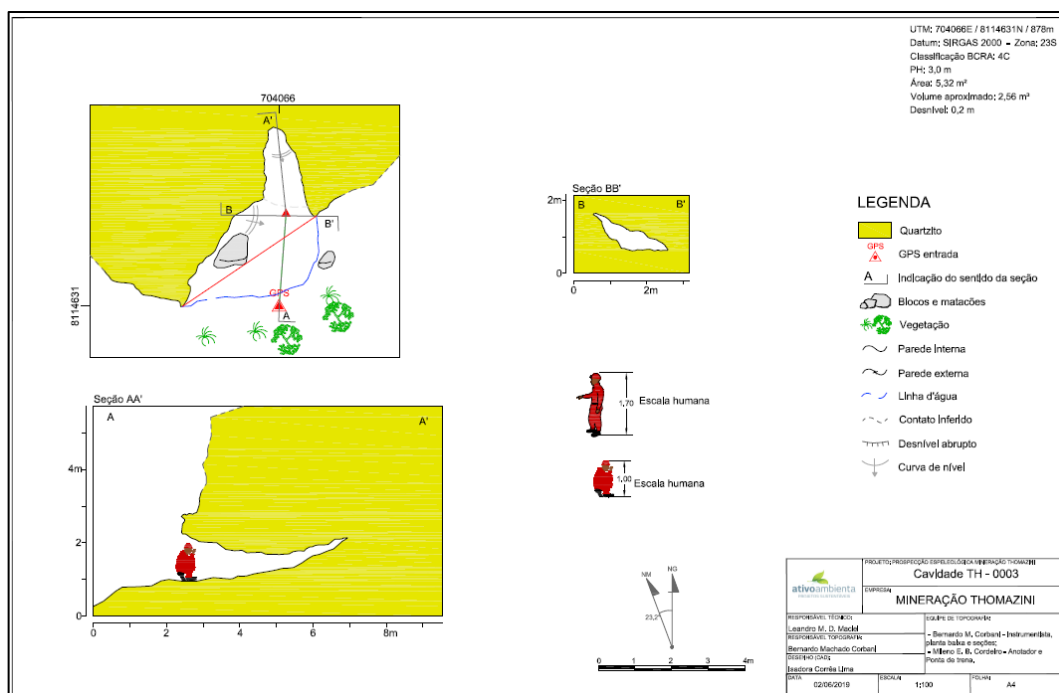 UTM: 704066E / 8114631N / 878m
Datum: SIRGAS 2000 - Zona: 23S
Classificação BCRA: 4C
PH: 3,0 m
Área: 5,32 m²
Volume aproximado: 2,56 m³
Desnível: 0,2 m
704066
A'
B
B'
GPS
A
8114631
Seção BB'
B
B'
2m
0
0
2m
LEGENDA
Quartzito
GPS
GPS entrada
A
Indicação do sentido da seção
Blocos e matacões
Vegetação
Parede interna
Parede externa
Linha d'água
Contato inferido
Desnível abrupto
Curva de nível
Seção AA'
A
A'
4m
2
0
0
2
4
6
8m
1,70
Escala humana
1,00
Escala humana
NM
NG
23,2°
0
1
2
3
4m
ativoambienta
PROJETO: PROSPECÇÃO ESPELEOLÓGICA MINERAÇÃO THOMAZINI
Cavidade TH - 0003
EMPRESA:
MINERAÇÃO THOMAZINI
RESPONSÁVEL TÉCNICO:
Leandro M. D. Maciel
RESPONSÁVEL TOPOGRAFIA:
Bernardo Machado Corbani
DESENHO (CAD):
Isadora Corrêa Lima
EQUIPE DE TOPOGRAFIA:
- Bernardo M. Corbani - Instrumentista,
planta baixa e seções;
- Mileno E. B. Cordeiro - Anotador e
Ponta de trena.
DATA
02/06/2019
ESCALA:
1:100
FOLHA:
A4